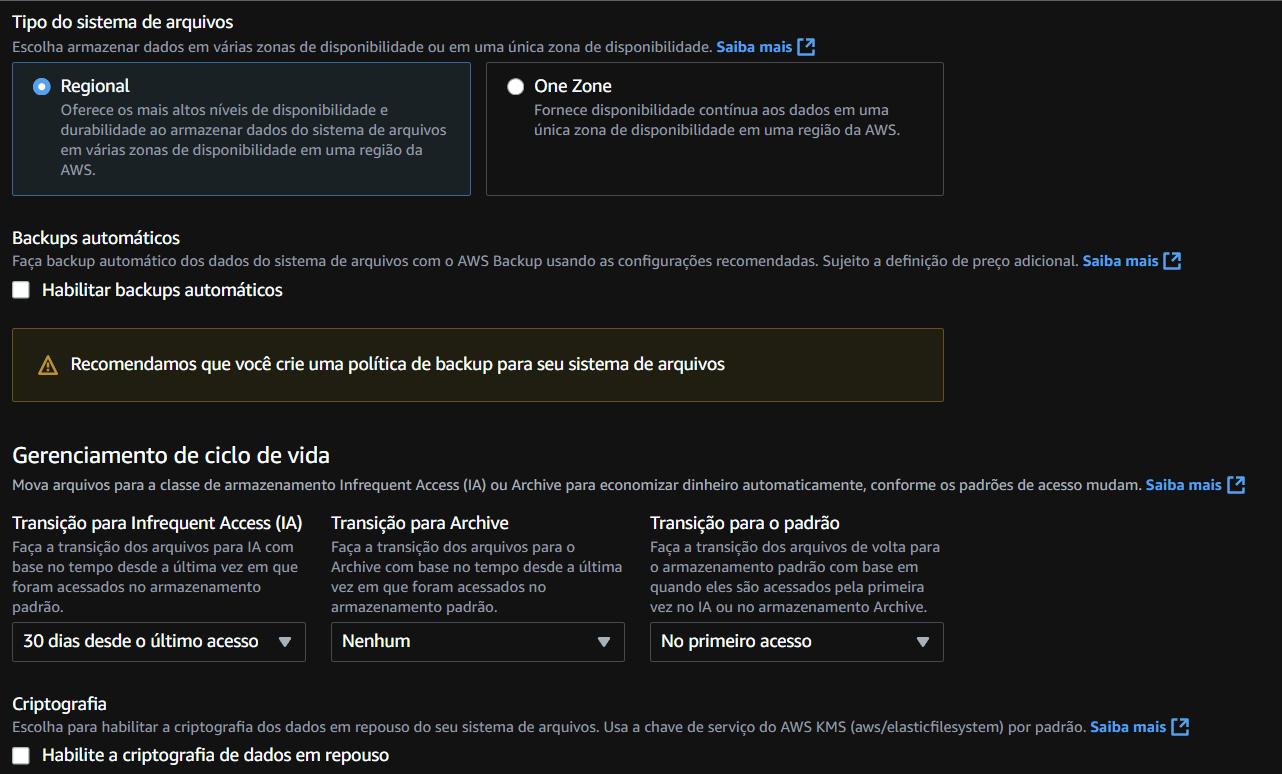 Tipo do sistema de arquivos
Escolha armazenar dados em várias zonas de disponibilidade ou em uma única zona de disponibilidade. Saiba mais
Regional
Oferece os mais altos níveis de disponibilidade e
durabilidade ao armazenar dados do sistema de arquivos
em várias zonas de disponibilidade em uma região da
AWS.
One Zone
Fornece disponibilidade contínua aos dados em uma
única zona de disponibilidade em uma região da AWS.
Backups automáticos
Faça backup automático dos dados do sistema de arquivos com o AWS Backup usando as configurações recomendadas. Sujeito a definição de preço adicional. Saiba mais
Habilitar backups automáticos
Recomendamos que você crie uma política de backup para seu sistema de arquivos
Gerenciamento de ciclo de vida
Mova arquivos para a classe de armazenamento Infrequent Access (IA) ou Archive para economizar dinheiro automaticamente, conforme os padrões de acesso mudam. Saiba mais
Transição para Infrequent Access (IA)
Faça a transição dos arquivos para IA com
base no tempo desde a última vez em que
foram acessados no armazenamento
padrão.
30 dias desde o último acesso
Transição para Archive
Faça a transição dos arquivos para o
Archive com base no tempo desde a última
vez em que foram acessados no
armazenamento padrão.
Nenhum
Transição para o padrão
Faça a transição dos arquivos de volta para
o armazenamento padrão com base em
quando eles são acessados pela primeira
vez no IA ou no armazenamento Archive.
No primeiro acesso
Criptografia
Escolha para habilitar a criptografia dos dados em repouso do seu sistema de arquivos. Usa a chave de serviço do AWS KMS (aws/elasticfilesystem) por padrão. Saiba mais
Habilite a criptografia de dados em repouso